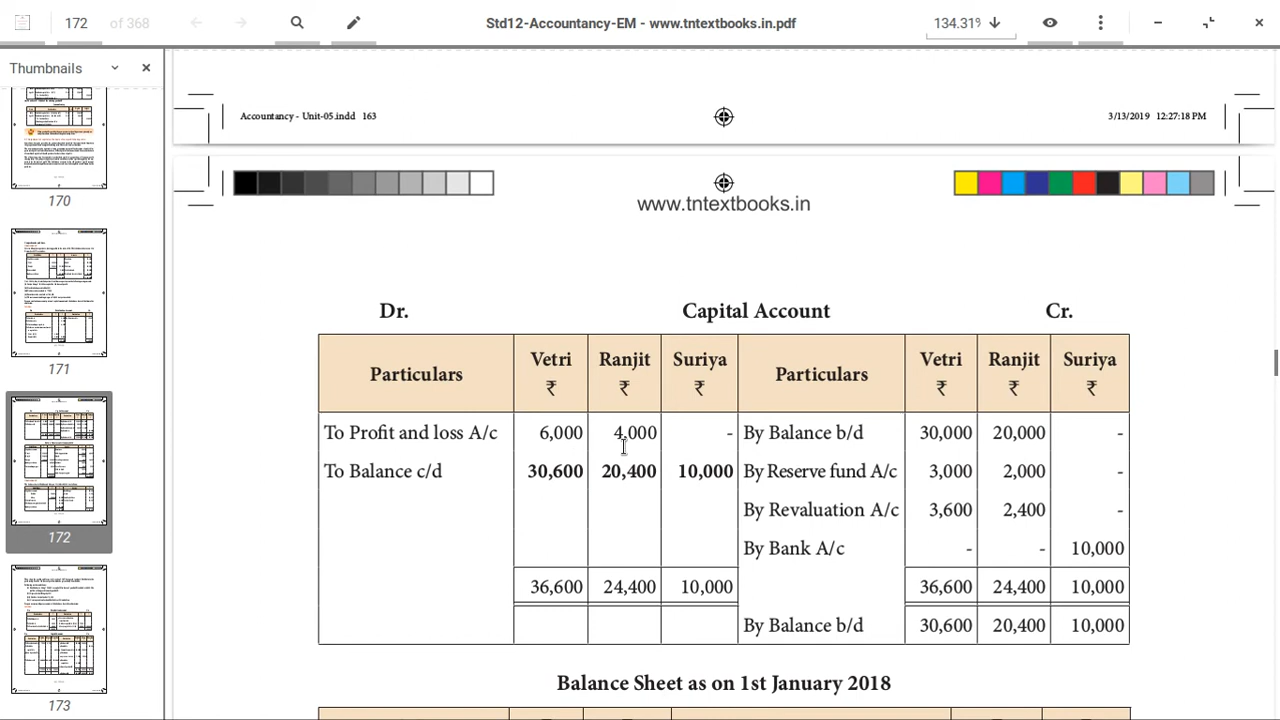 172 of 368
Std12-Accountancy-EM - www.tntextbooks.in.pdf
134.31%
Thumbnails
170
171
172
173
Accountancy - Unit-05.indd 163
3/13/2019 12:27:18 PM
www.tntextbooks.in
Dr. Capital Account Cr.
Particulars Vetri ₹ Ranjit ₹ Suriya ₹ Particulars Vetri ₹ Ranjit ₹ Suriya ₹
To Profit and loss A/c 6,000 4,000 - By Balance b/d 30,000 20,000 -
To Balance c/d 30,600 20,400 10,000 By Reserve fund A/c 3,000 2,000 -
By Revaluation A/c 3,600 2,400 -
By Bank A/c - - 10,000
36,600 24,400 10,000 36,600 24,400 10,000
By Balance b/d 30,600 20,400 10,000
Balance Sheet as on 1st January 2018